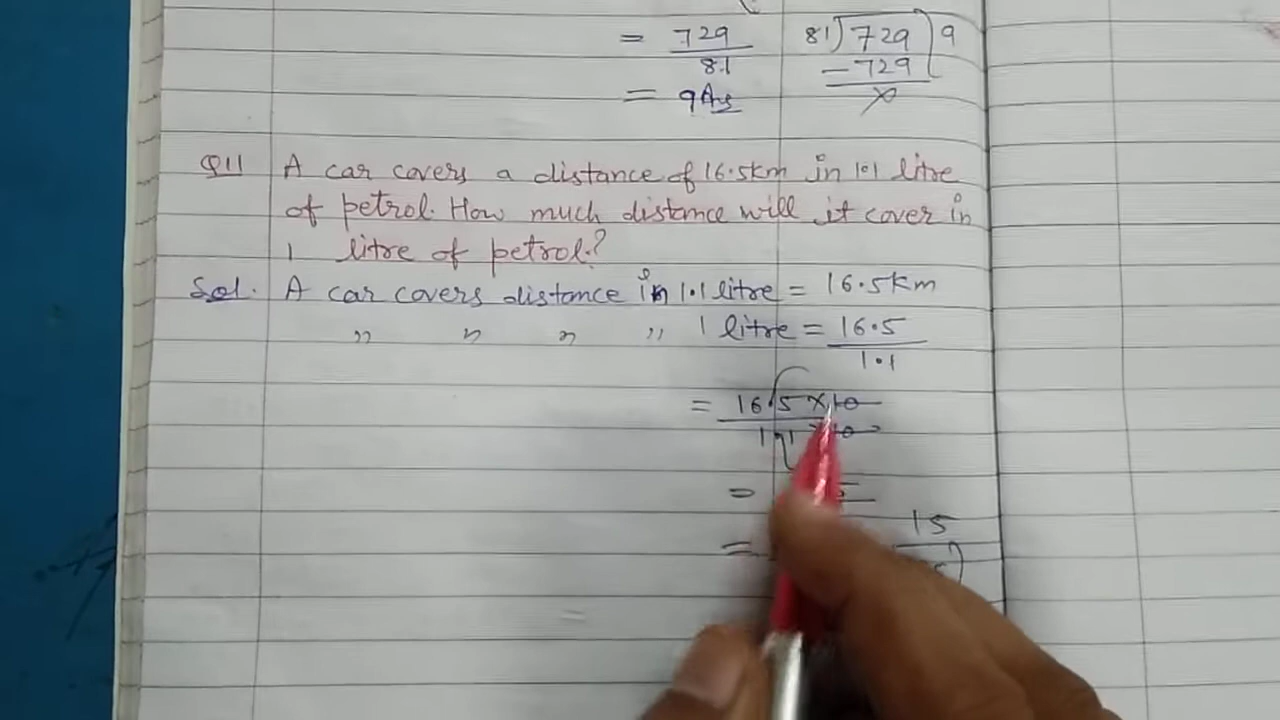 = 729 81)729(9
81 - 729
= 9 Ans x
Q11 A car covers a distance of 16.5km in 1.1 litre
of petrol. How much distance will it cover in
1 litre of petrol?
Sol. A car covers distance in 1.1 litre = 16.5km
,, ,, ,, ,, 1 litre = 16.5
1.1
= 16.5 × 10
1.1 × 10
=
= 15